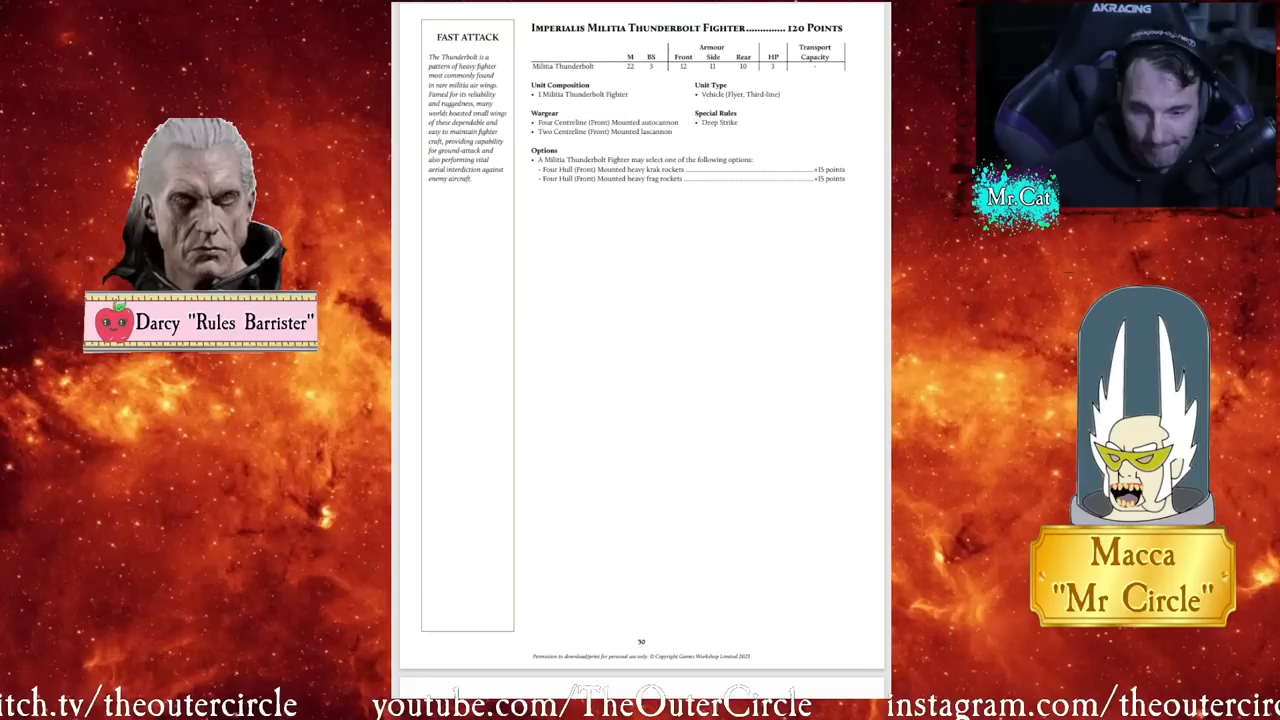 FAST ATTACK
The Thunderbolt is a
pattern of heavy fighter
most commonly found
in rare militia air wings.
Famed for its reliability
and ruggedness, many
worlds boasted small wings
of these dependable and
easy to maintain fighter
craft, providing capability
for ground-attack and
also performing vital
aerial interdiction against
enemy aircraft.
Imperialis Militia Thunderbolt Fighter.............. 120 Points
Armour Transport
M BS Front Side Rear HP Capacity
Militia Thunderbolt 22 3 12 11 10 3 -
Unit Composition
• 1 Militia Thunderbolt Fighter
Unit Type
• Vehicle (Flyer, Third-line)
Wargear
• Four Centreline (Front) Mounted autocannon
• Two Centreline (Front) Mounted lascannon
Special Rules
• Deep Strike
Options
• A Militia Thunderbolt Fighter may select one of the following options:
- Four Hull (Front) Mounted heavy krak rockets ..... +15 points
- Four Hull (Front) Mounted heavy frag rockets ..... +15 points
30
Permission to download/print for personal use only. © Copyright Games Workshop Limited 2023
AKRACING
Mr.Cat
Darcy "Rules Barrister"
Macca
"Mr Circle"
itch.tv/theoutercircle youtube.com/TheOuterCircle instagram.com/theoutercirc